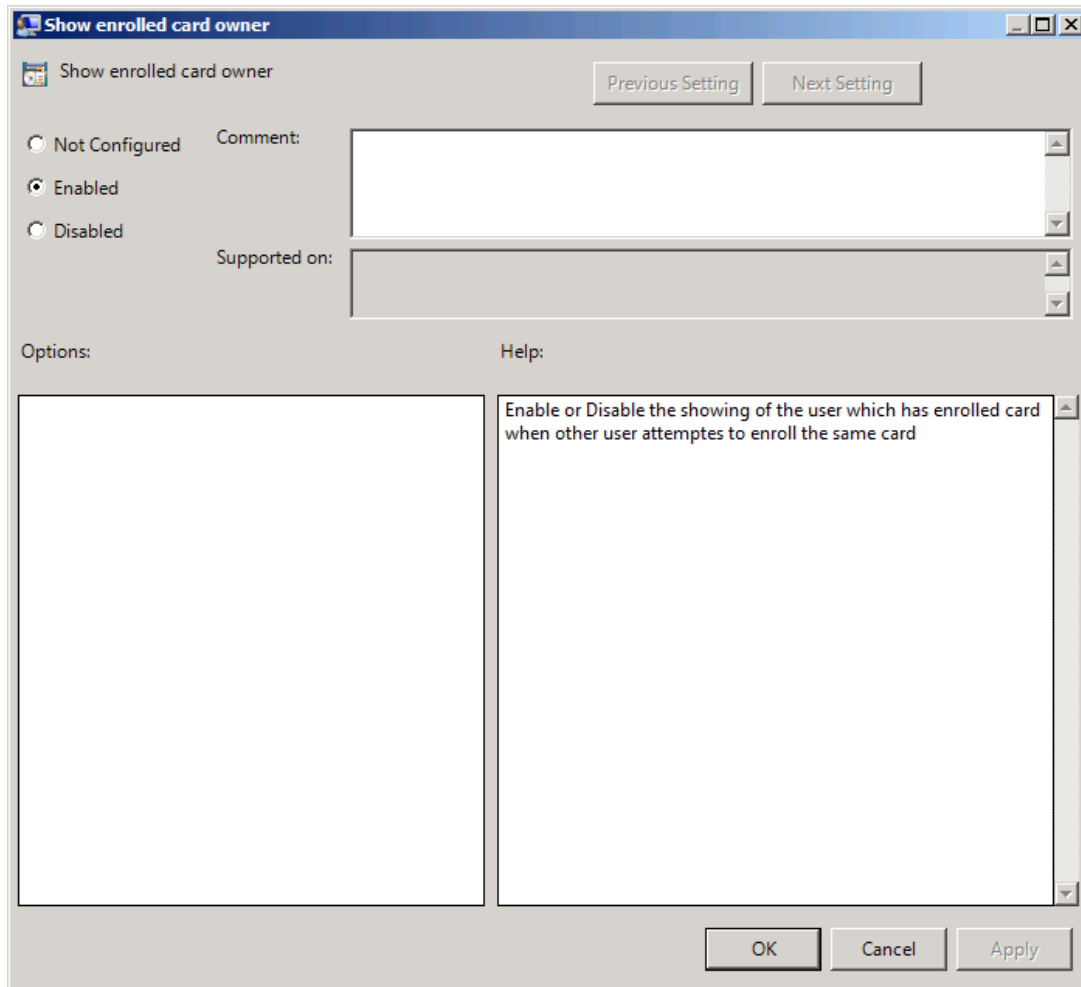 Show enrolled card owner
Show enrolled card owner
Previous Setting
Next Setting
Not Configured
Comment:
Enabled
Disabled
Supported on:
Options:
Help:
Enable or Disable the showing of the user which has enrolled card
when other user attemptes to enroll the same card
OK
Cancel
Apply